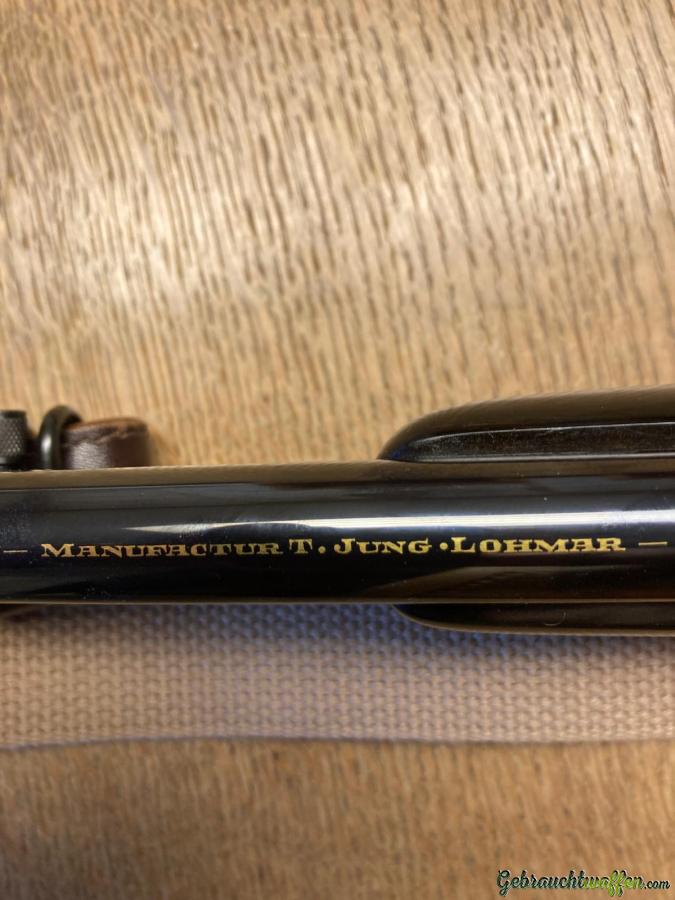 — MANUFACTUR T. JUNG • LOHMAR —
Gebrauchtwaffen.com